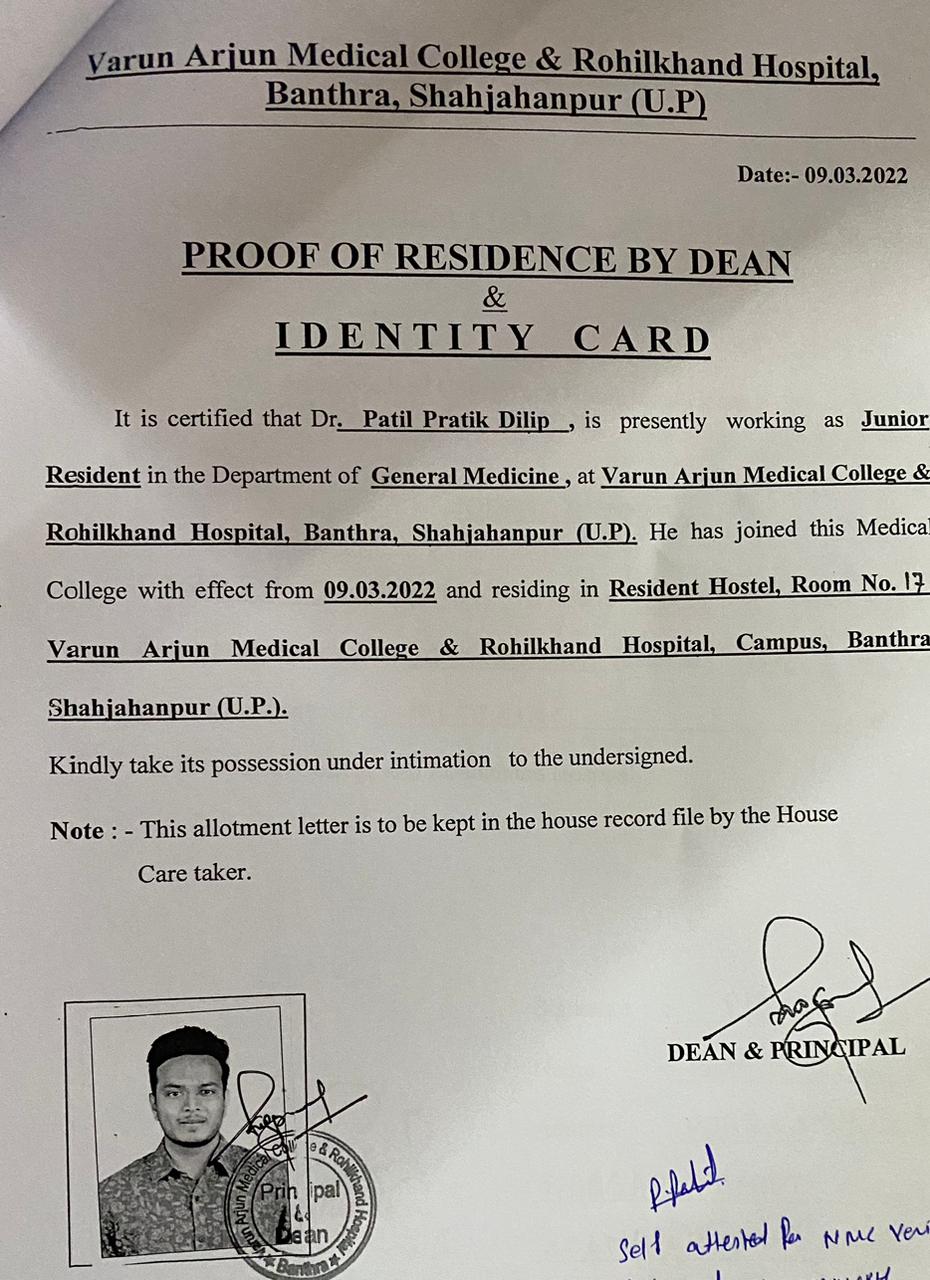 Varun Arjun Medical College & Rohilkhand Hospital,
Banthra, Shahjahanpur (U.P)
Date:- 09.03.2022
PROOF OF RESIDENCE BY DEAN
&
IDENTITY CARD
It is certified that Dr. Patil Pratik Dilip , is presently working as Junior
Resident in the Department of General Medicine, at Varun Arjun Medical College &
Rohilkhand Hospital, Banthra, Shahjahanpur (U.P). He has joined this Medical
College with effect from 09.03.2022 and residing in Resident Hostel, Room No. 17
Varun Arjun Medical College & Rohilkhand Hospital, Campus, Banthra
Shahjahanpur (U.P.).
Kindly take its possession under intimation to the undersigned.
Note : - This allotment letter is to be kept in the house record file by the House
Care taker.
DEAN & PRINCIPAL
Varun Arjun Medical College & Rohilkhand Hospital
Principal
&
Dean
Banthra
P.Patil
Self attested for NMC Veri